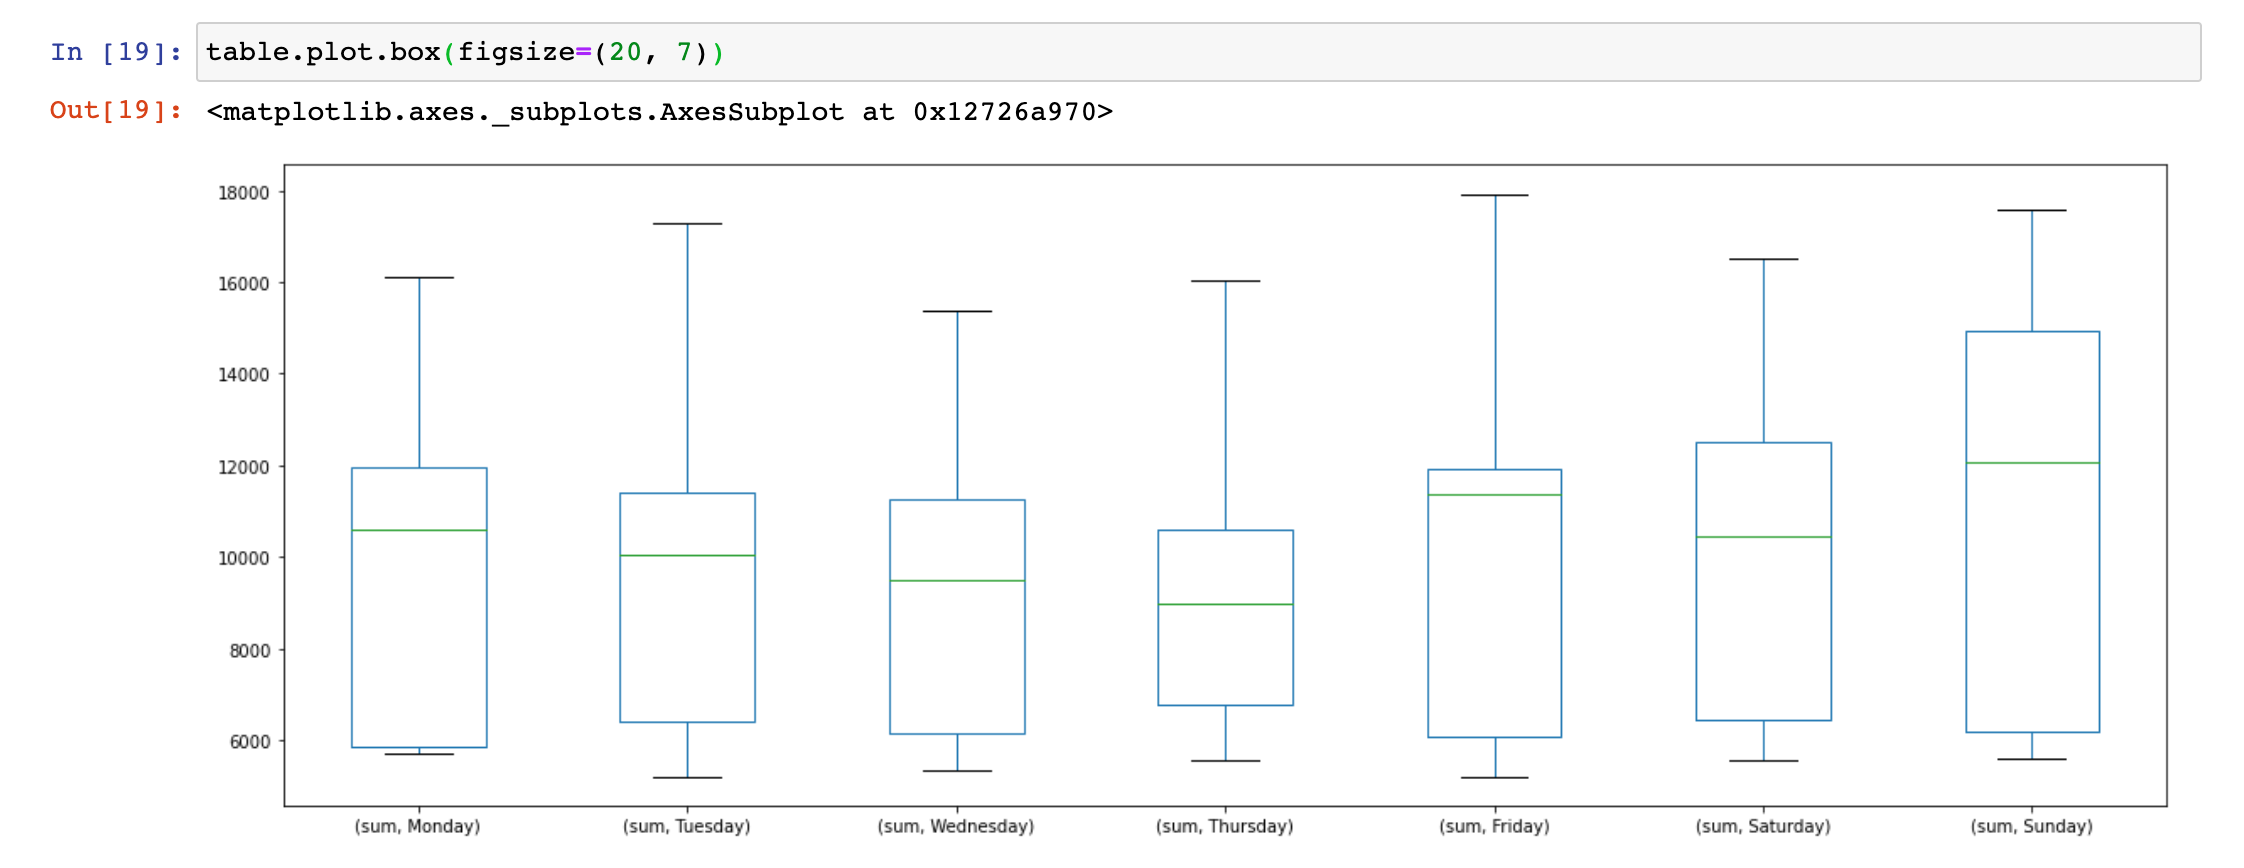 In [19]: table.plot.box(figsize=(20, 7))
Out[19]: <matplotlib.axes._subplots.AxesSubplot at 0x12726a970>
18000
16000
14000
12000
10000
8000
6000
(sum, Monday) (sum, Tuesday) (sum, Wednesday) (sum, Thursday) (sum, Friday) (sum, Saturday) (sum, Sunday)